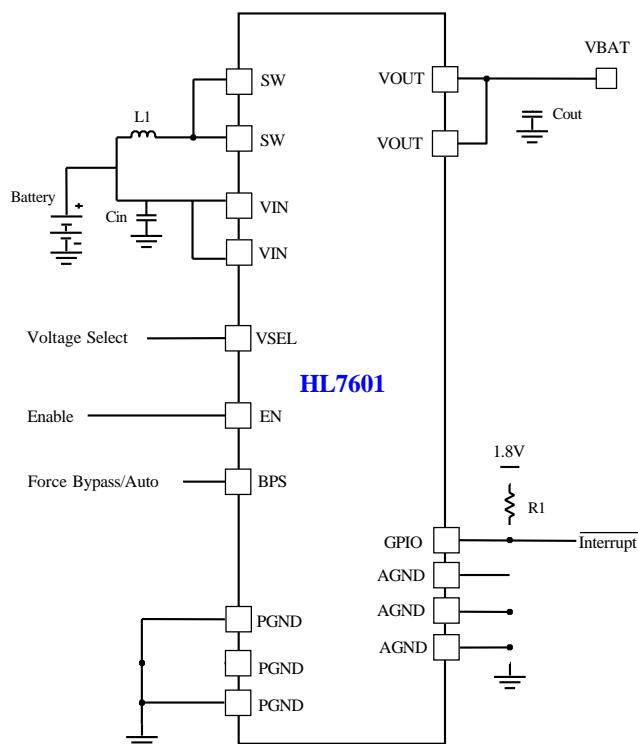 VBAT
SW
VOUT
L1
Cout
SW
VOUT
Battery
+
Cin
VIN
-
VIN
Voltage Select
VSEL
HL7601
Enable
EN
1.8V
Force Bypass/Auto
BPS
R1
GPIO
Interrupt
AGND
AGND
PGND
AGND
PGND
PGND